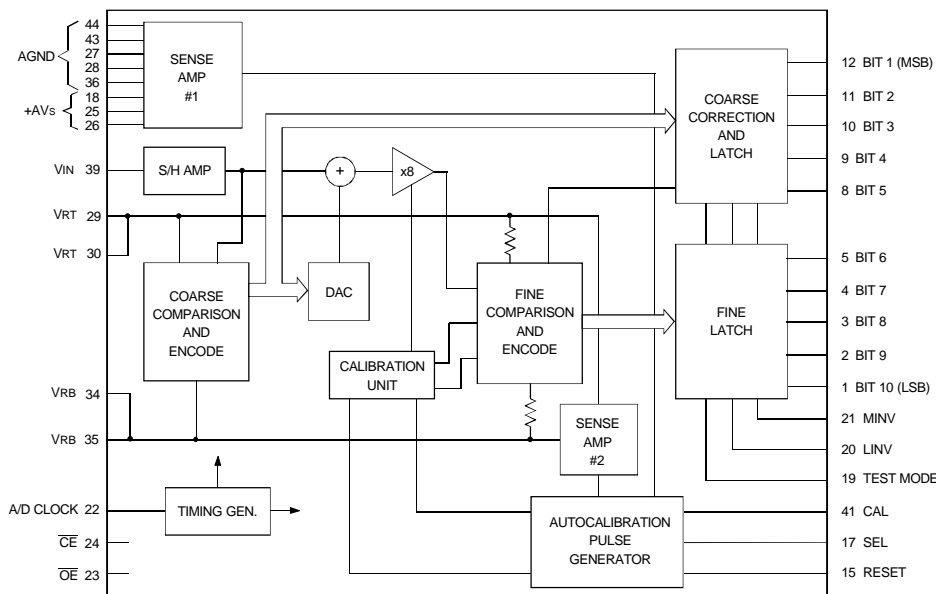 44
43
27
28
36
AGND
18
25
26
+AVS
SENSE
AMP
#1
VIN 39
S/H AMP
+
x8
VRT 29
VRT 30
COARSE
COMPARISON
AND
ENCODE
DAC
FINE
COMPARISON
AND
ENCODE
CALIBRATION
UNIT
VRB 34
VRB 35
SENSE
AMP
#2
A/D CLOCK 22
TIMING GEN.
CE 24
OE 23
AUTOCALIBRATION
PULSE
GENERATOR
COARSE
CORRECTION
AND
LATCH
FINE
LATCH
12 BIT 1 (MSB)
11 BIT 2
10 BIT 3
9 BIT 4
8 BIT 5
5 BIT 6
4 BIT 7
3 BIT 8
2 BIT 9
1 BIT 10 (LSB)
21 MINV
20 LINV
19 TEST MODE
41 CAL
17 SEL
15 RESET